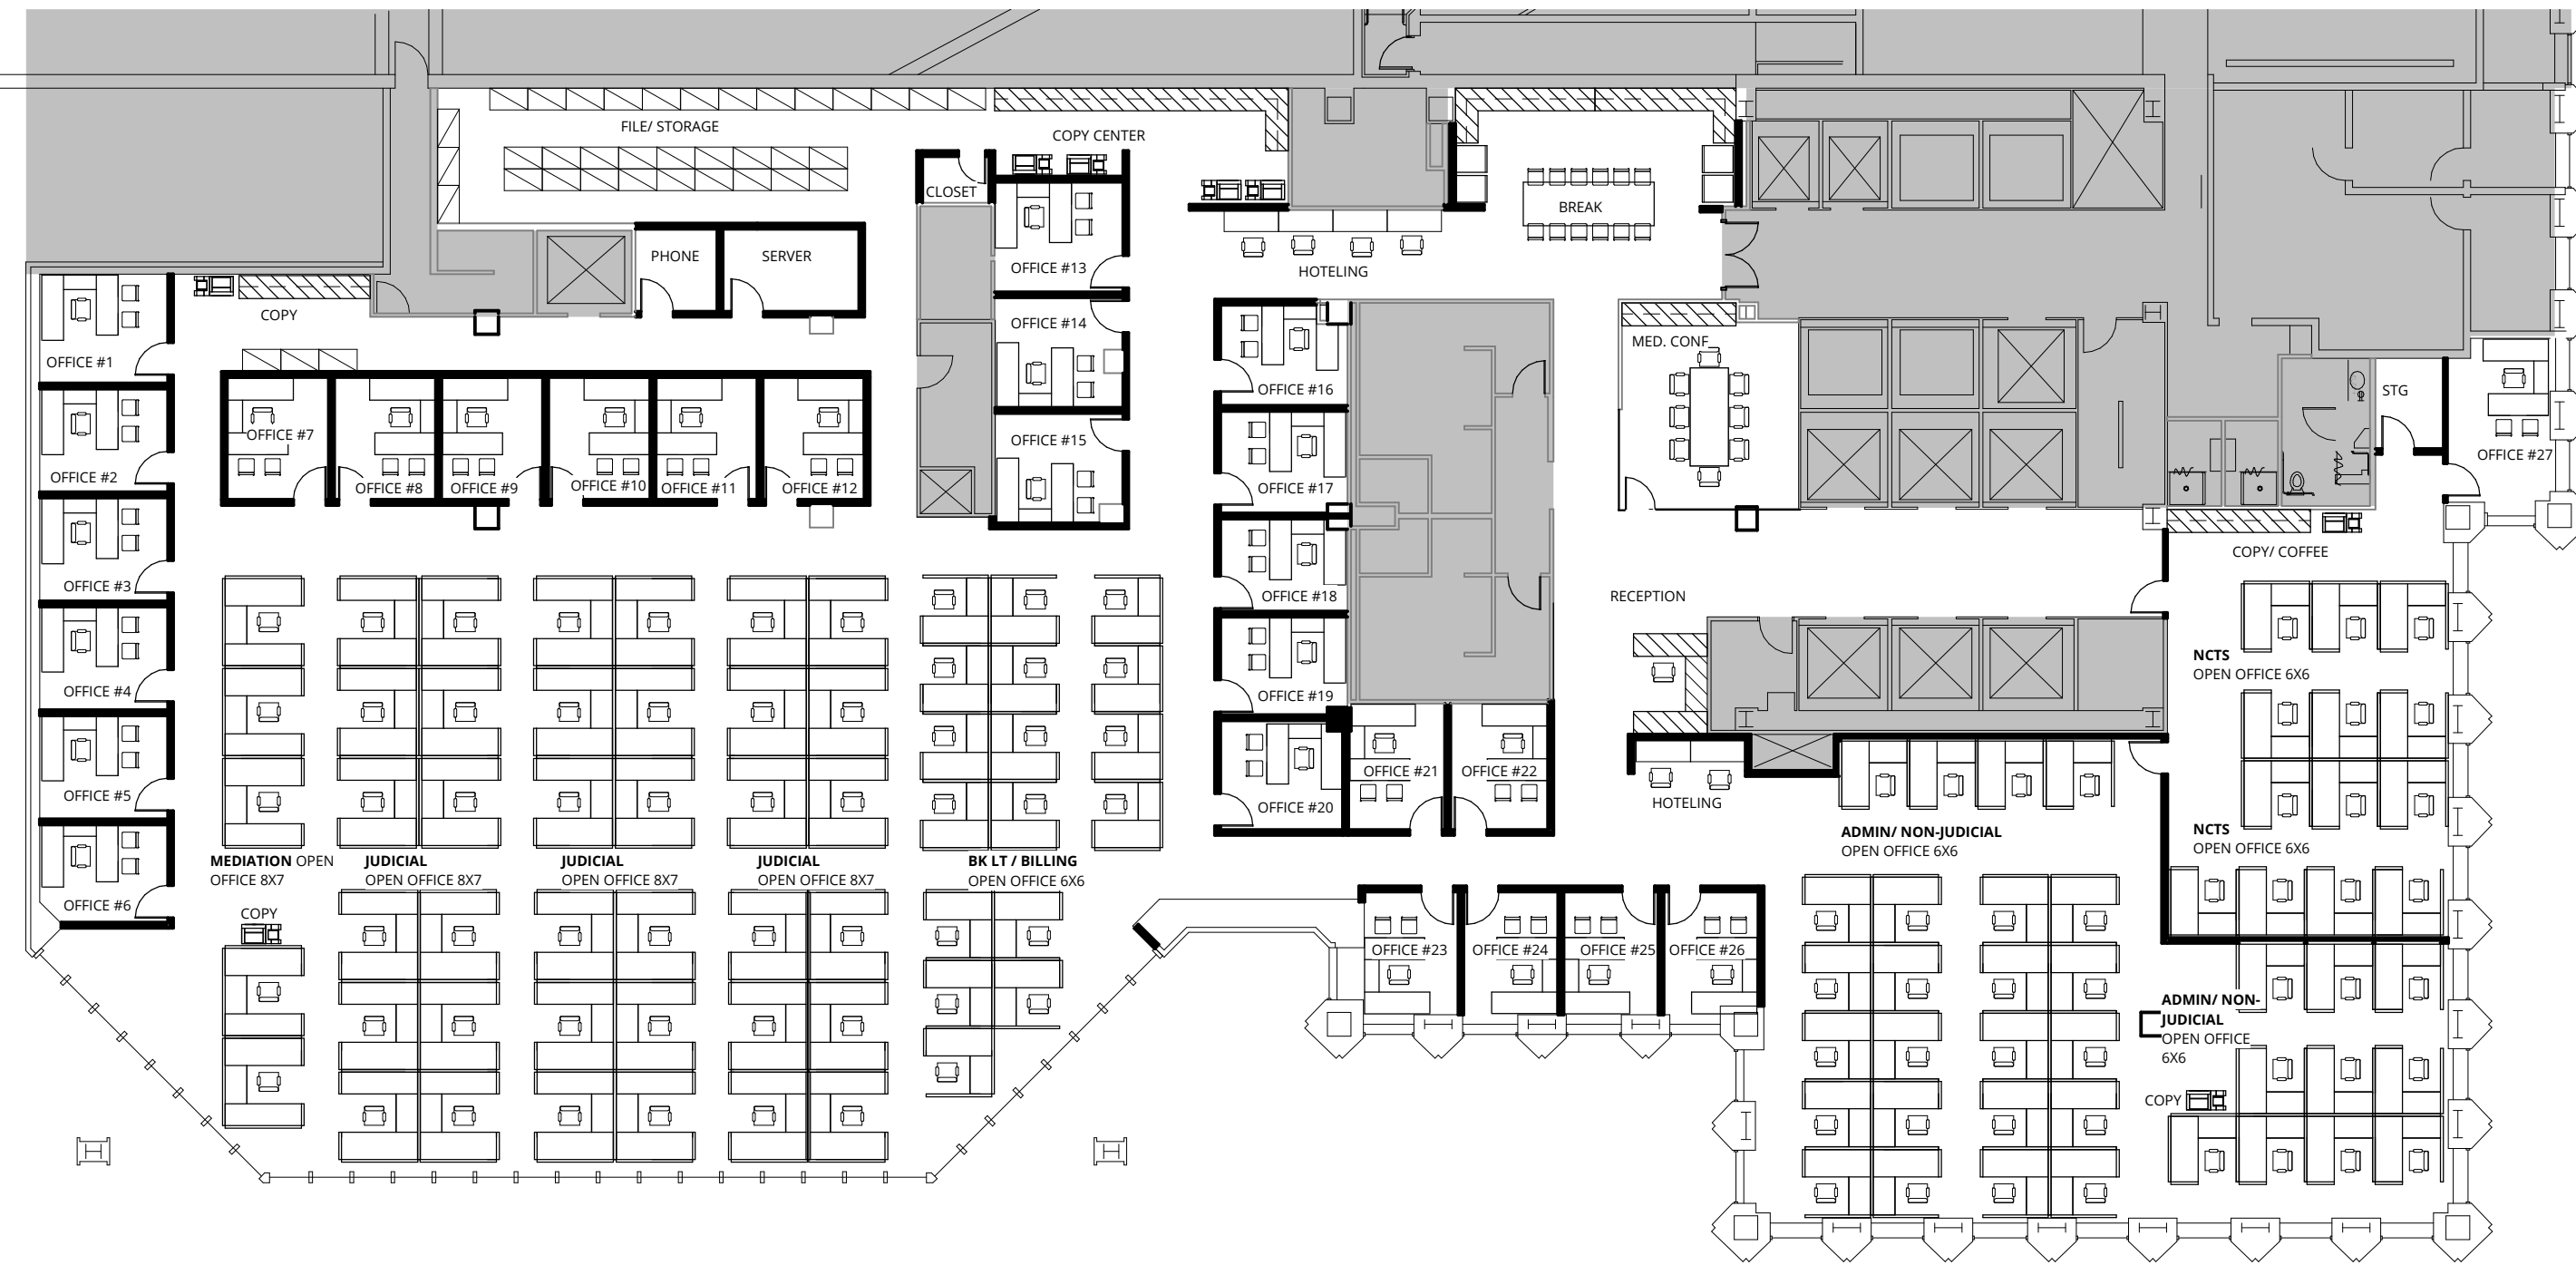 FILE/ STORAGE
COPY CENTER
CLOSET
BREAK
PHONE
SERVER
OFFICE #13
HOTELING
COPY
OFFICE #14
MED. CONF
OFFICE #1
OFFICE #16
STG
OFFICE #7
OFFICE #15
OFFICE #27
OFFICE #2
OFFICE #8
OFFICE #9
OFFICE #10
OFFICE #11
OFFICE #12
OFFICE #17
COPY/ COFFEE
OFFICE #3
OFFICE #18
RECEPTION
NCTS
OPEN OFFICE 6X6
OFFICE #4
OFFICE #19
OFFICE #21
OFFICE #22
OFFICE #5
OFFICE #20
HOTELING
ADMIN/ NON-JUDICIAL
OPEN OFFICE 6X6
NCTS
OPEN OFFICE 6X6
MEDIATION OPEN
OFFICE 8X7
JUDICIAL
OPEN OFFICE 8X7
JUDICIAL
OPEN OFFICE 8X7
JUDICIAL
OPEN OFFICE 8X7
BK LT / BILLING
OPEN OFFICE 6X6
OFFICE #6
COPY
OFFICE #23
OFFICE #24
OFFICE #25
OFFICE #26
ADMIN/ NON-
JUDICIAL
OPEN OFFICE
6X6
COPY